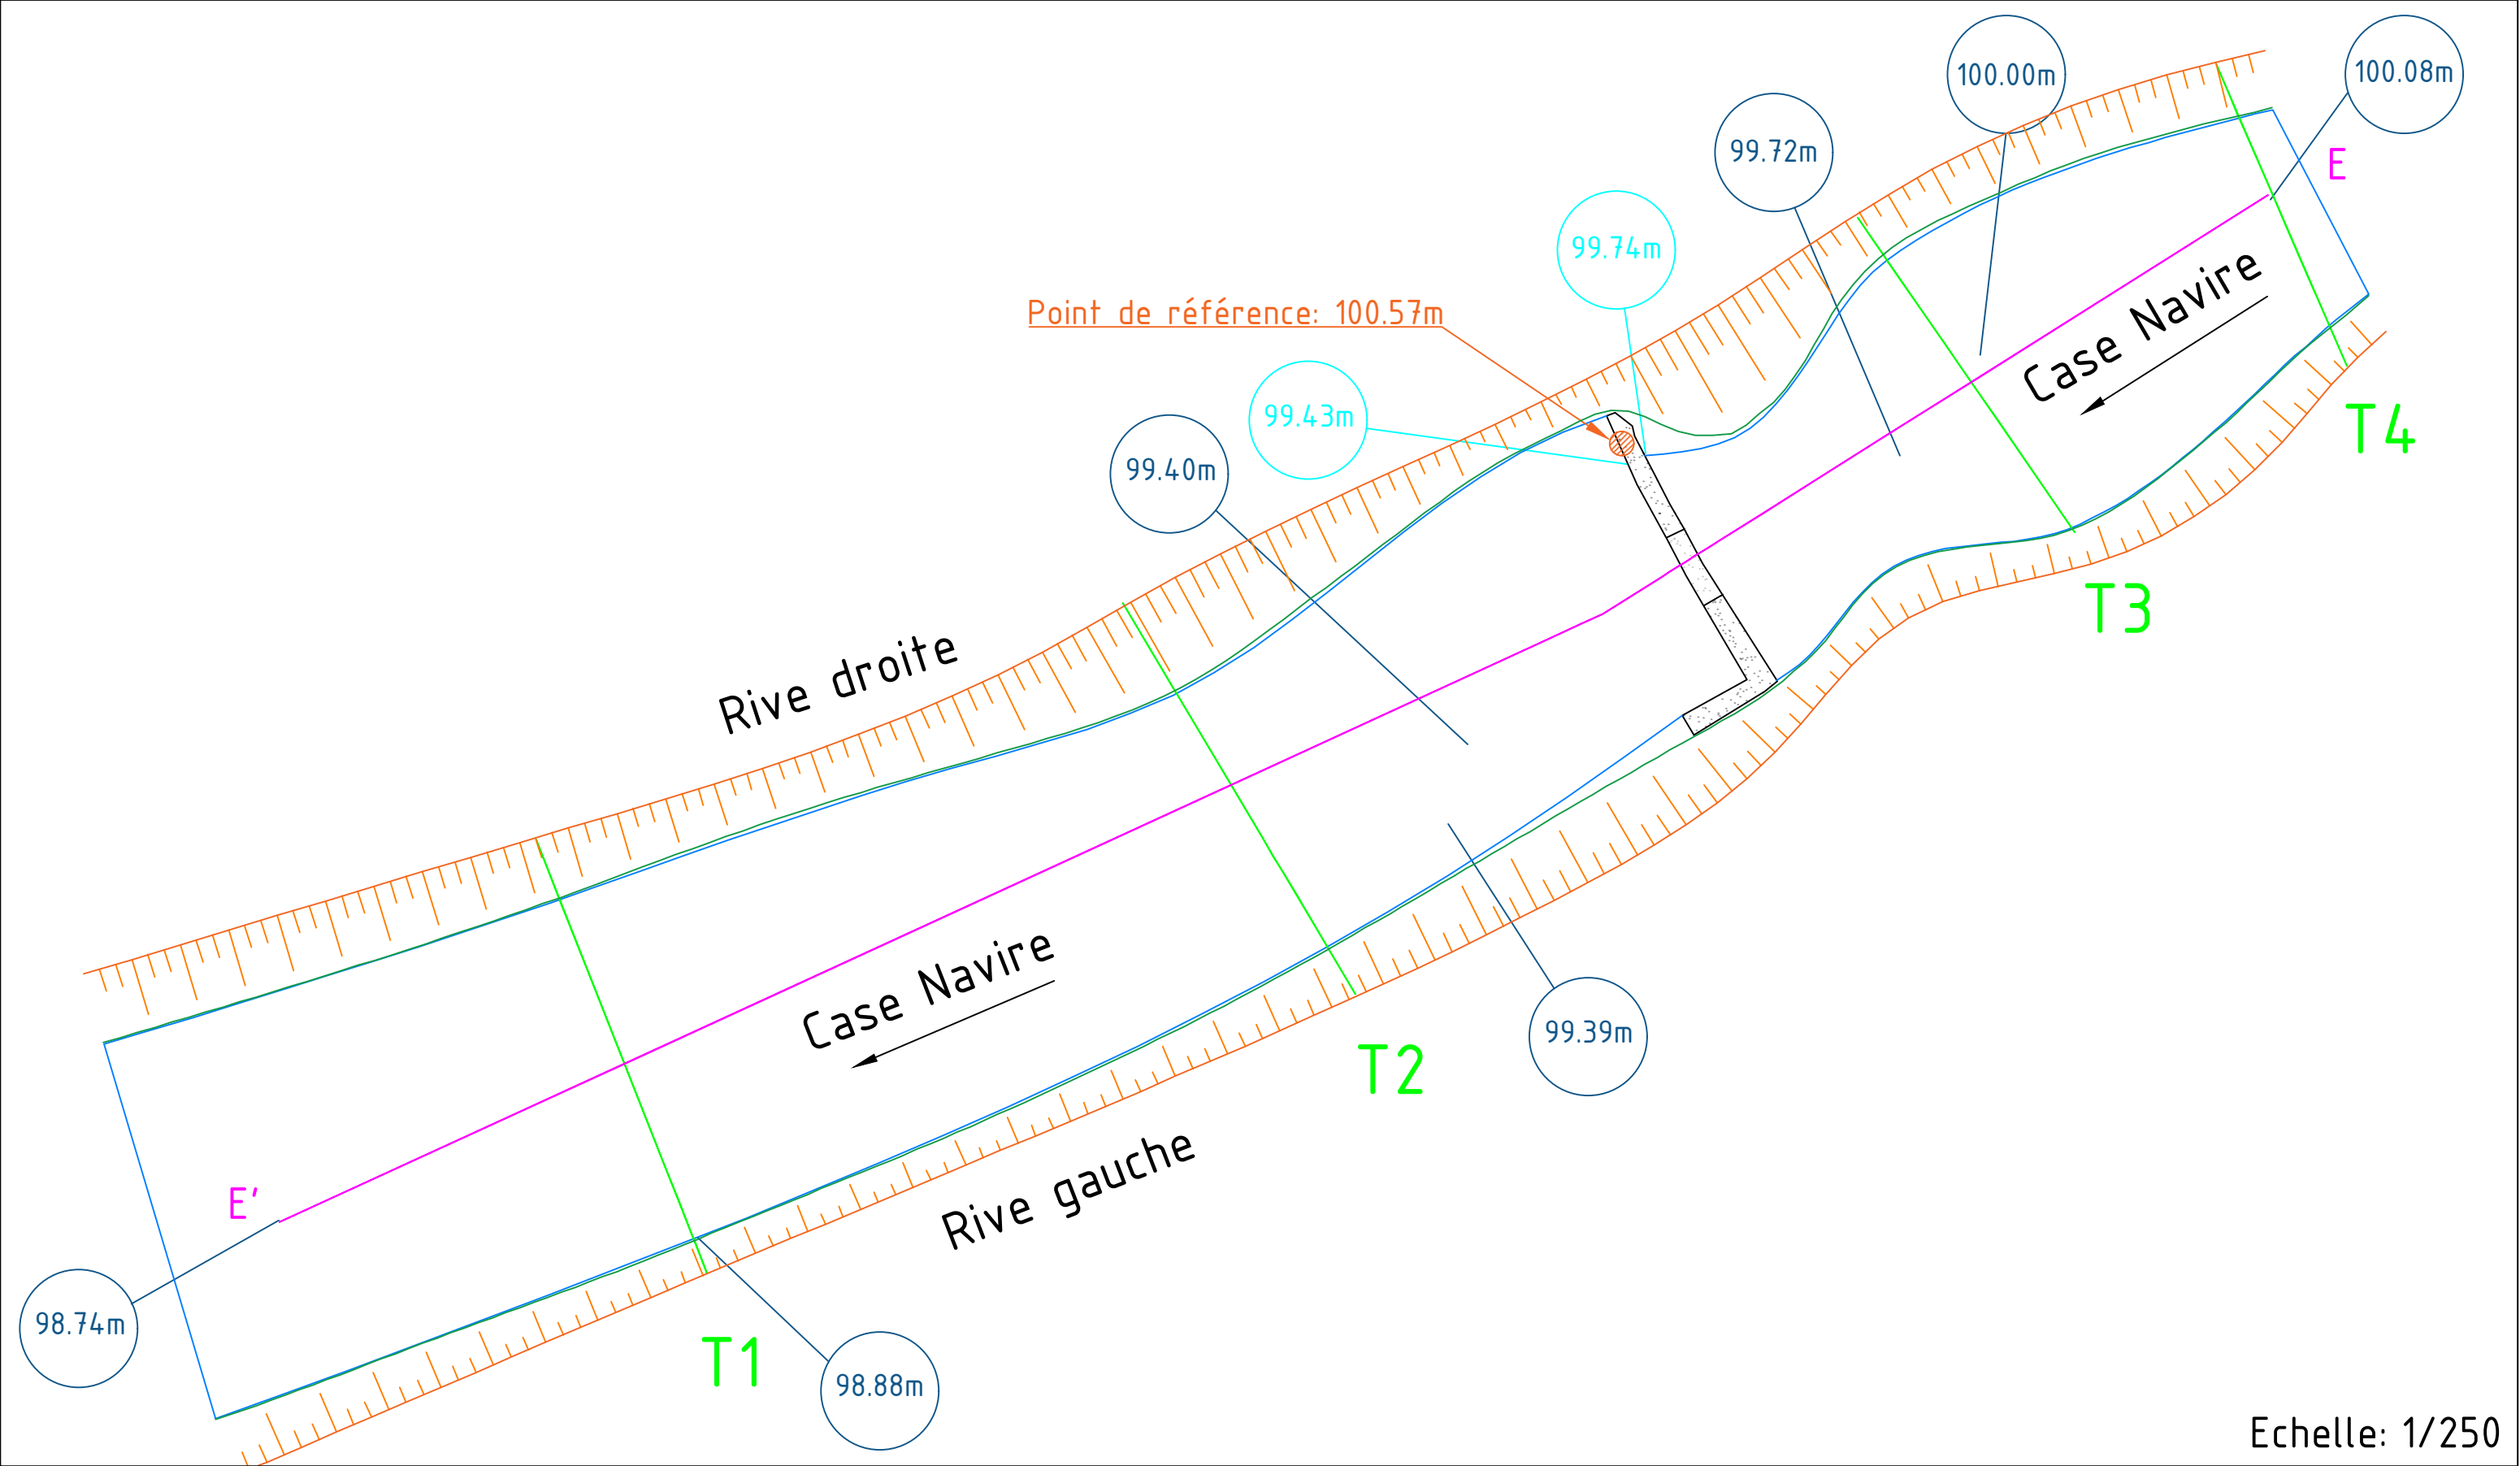 100.00m
100.08m
99.72m
E
99.74m
Case Navire
Point de référence: 100.57m
99.43m
T4
99.40m
T3
Rive droite
Case Navire
99.39m
T2
Rive gauche
E'
98.74m
T1
98.88m
Echelle: 1/250